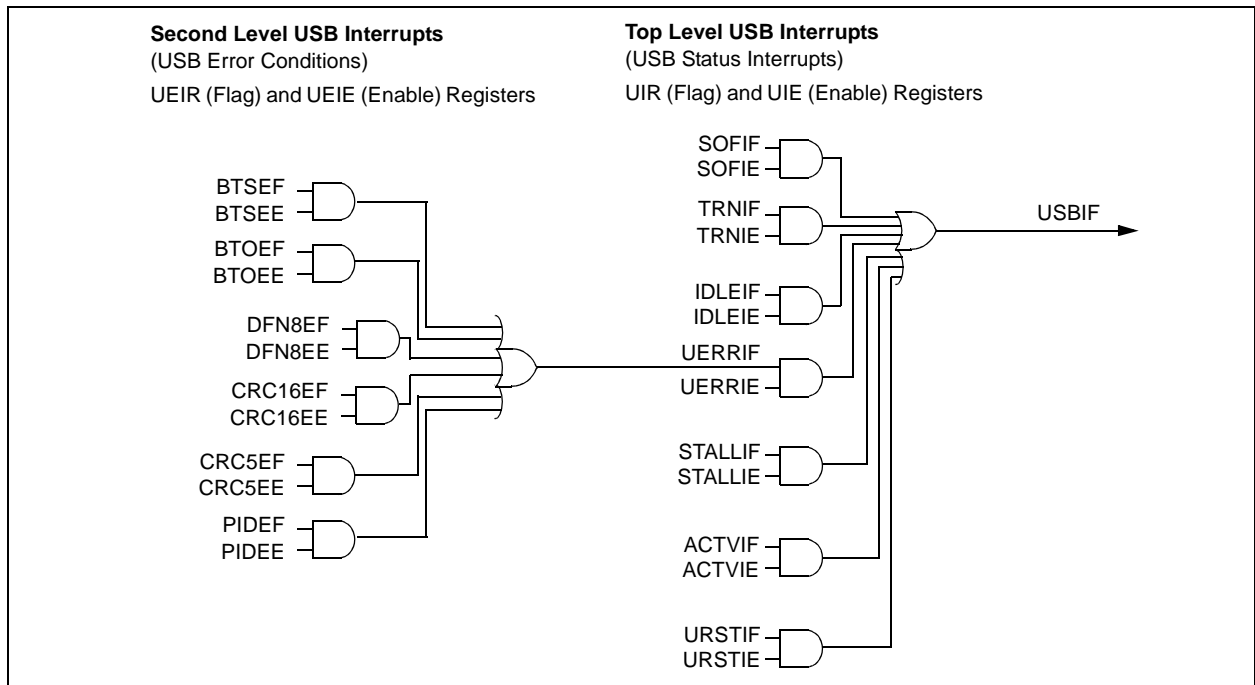 Second Level USB Interrupts
(USB Error Conditions)
UEIR (Flag) and UEIE (Enable) Registers
BTSEF
BTSEE
BTOEF
BTOEE
DFN8EF
DFN8EE
CRC16EF
CRC16EE
CRC5EF
CRC5EE
PIDEF
PIDEE
Top Level USB Interrupts
(USB Status Interrupts)
UIR (Flag) and UIE (Enable) Registers
SOFIF
SOFIE
TRNIF
TRNIE
IDLEIF
IDLEIE
UERRIF
UERRIE
STALLIF
STALLIE
ACTVIF
ACTVIE
URSTIF
URSTIE
USBIF